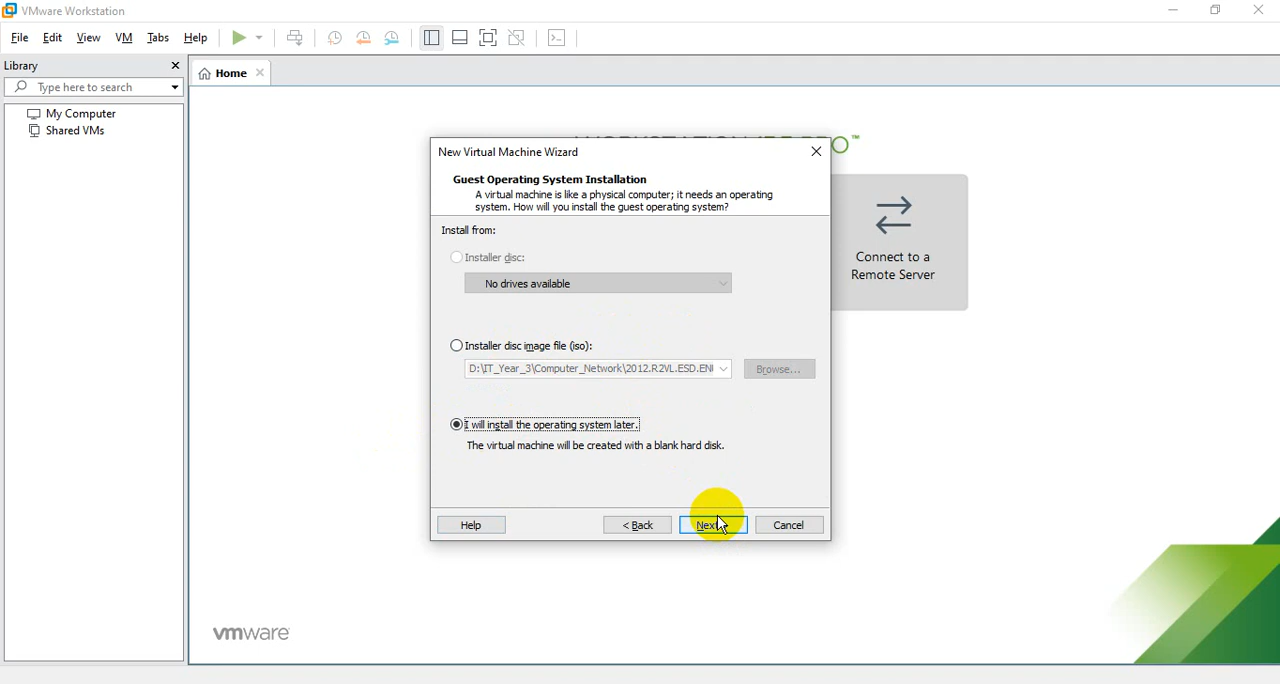 VMware Workstation
File Edit View VM Tabs Help
Library
Type here to search
Home
My Computer
Shared VMs
New Virtual Machine Wizard
Guest Operating System Installation
A virtual machine is like a physical computer; it needs an operating
system. How will you install the guest operating system?
Install from:
Installer disc:
No drives available
Installer disc image file (iso):
D:\IT_Year_3\Computer_Network\2012.R2VL.ESD.EN
Browse...
I will install the operating system later.
The virtual machine will be created with a blank hard disk.
Help
< Back
Next
Cancel
Connect to a
Remote Server
vmware